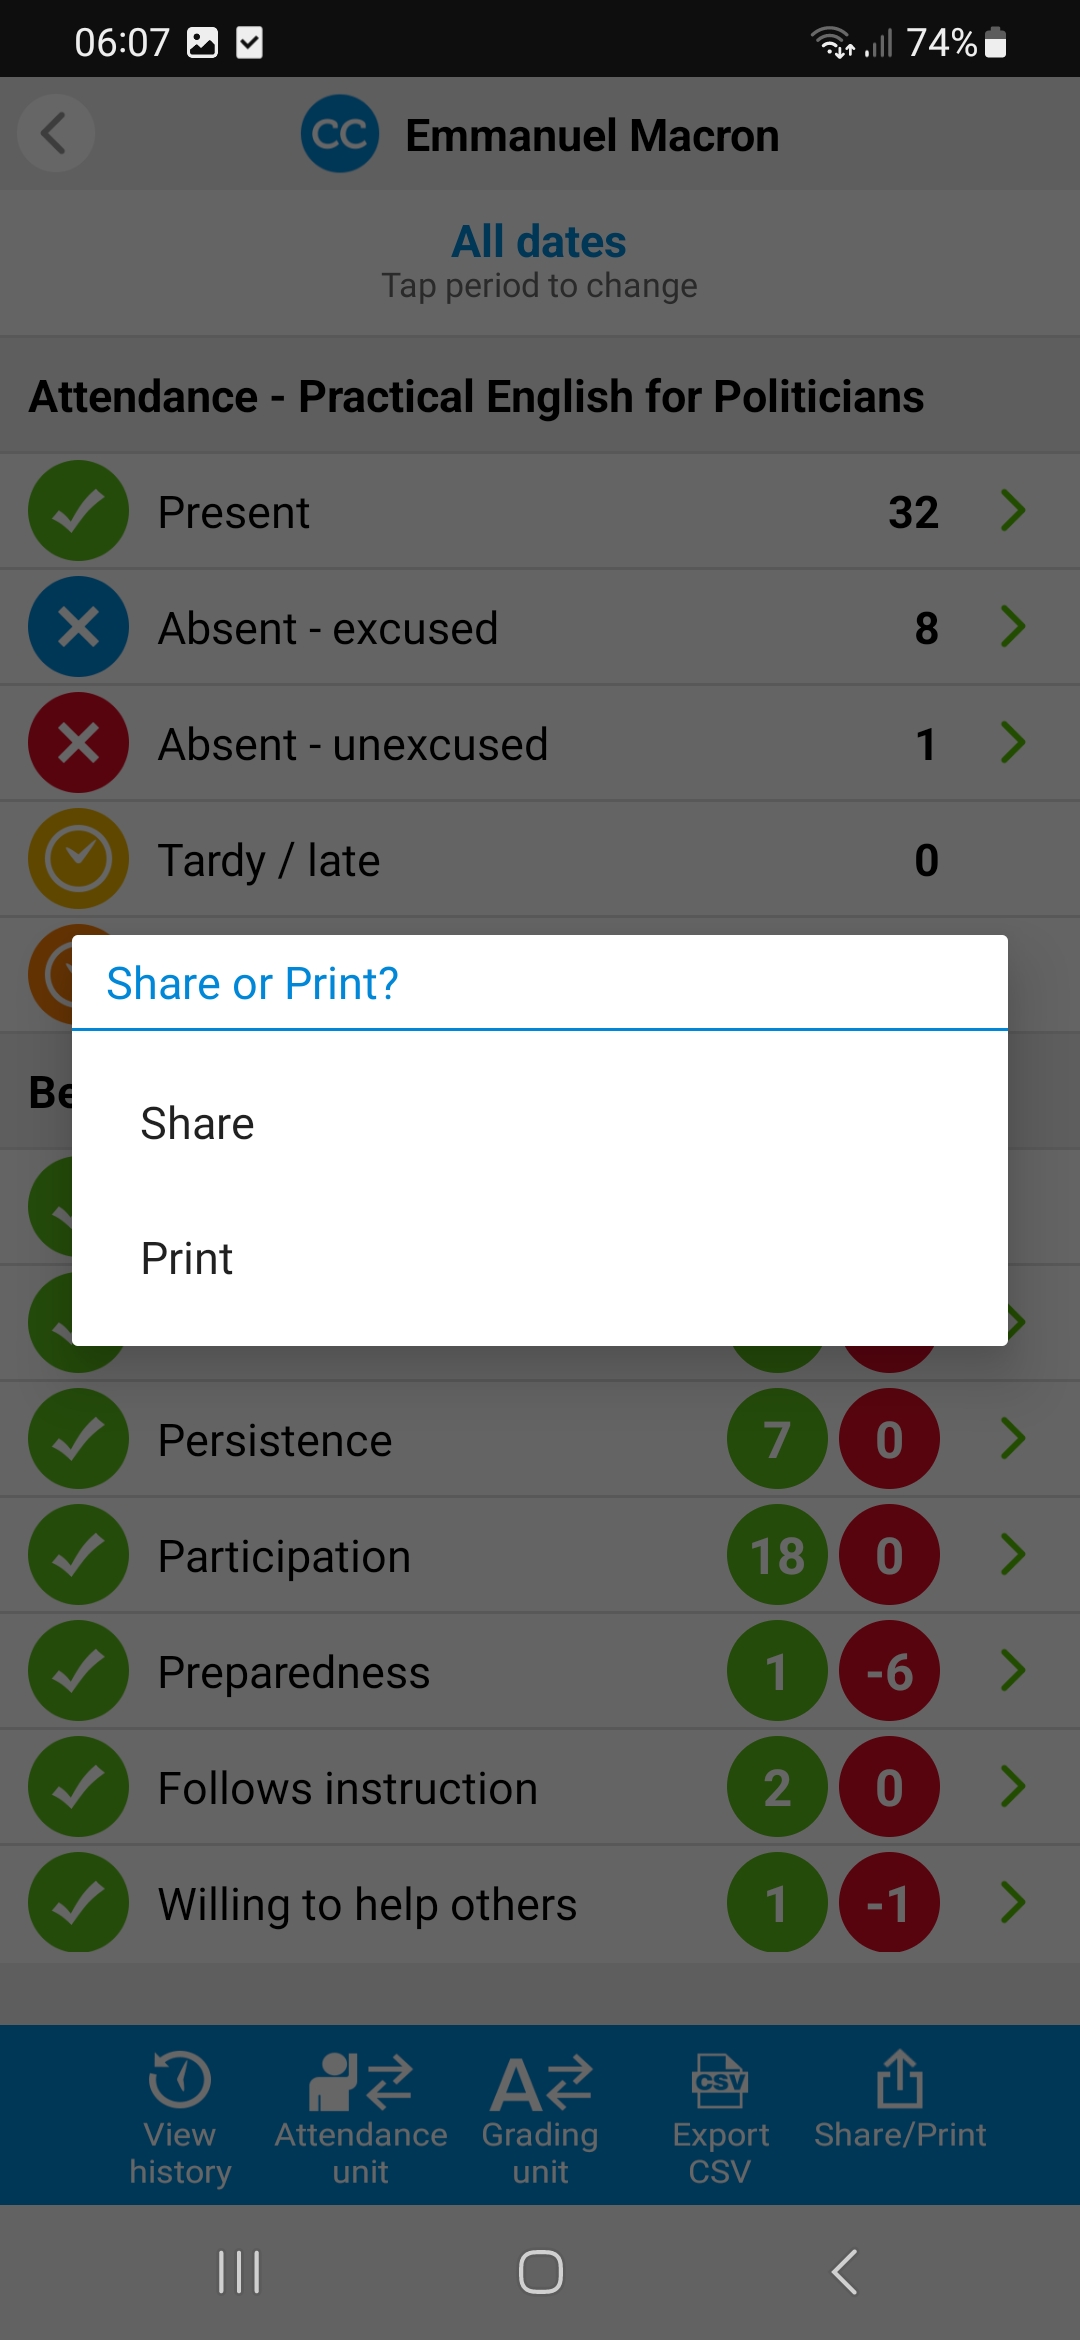 06:07
74%
CC Emmanuel Macron
All dates
Tap period to change
Attendance - Practical English for Politicians
Present 32
Absent - excused 8
Absent - unexcused 1
Tardy / late 0
Share or Print?
Share
Print
Persistence 7 0
Participation 18 0
Preparedness 1 -6
Follows instruction 2 0
Willing to help others 1 -1
View history
Attendance unit
Grading unit
CSV
Export CSV
Share/Print